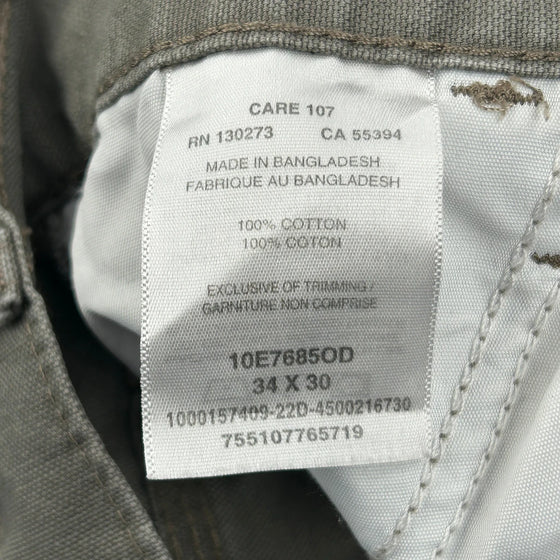 CARE 107
RN 130273 CA 55394
MADE IN BANGLADESH
FABRIQUE AU BANGLADESH
100% COTTON
100% COTON
EXCLUSIVE OF TRIMMING /
GARNITURE NON COMPRISE
10E7685OD
34 X 30
1000157409-22D-4500216730
755107765719